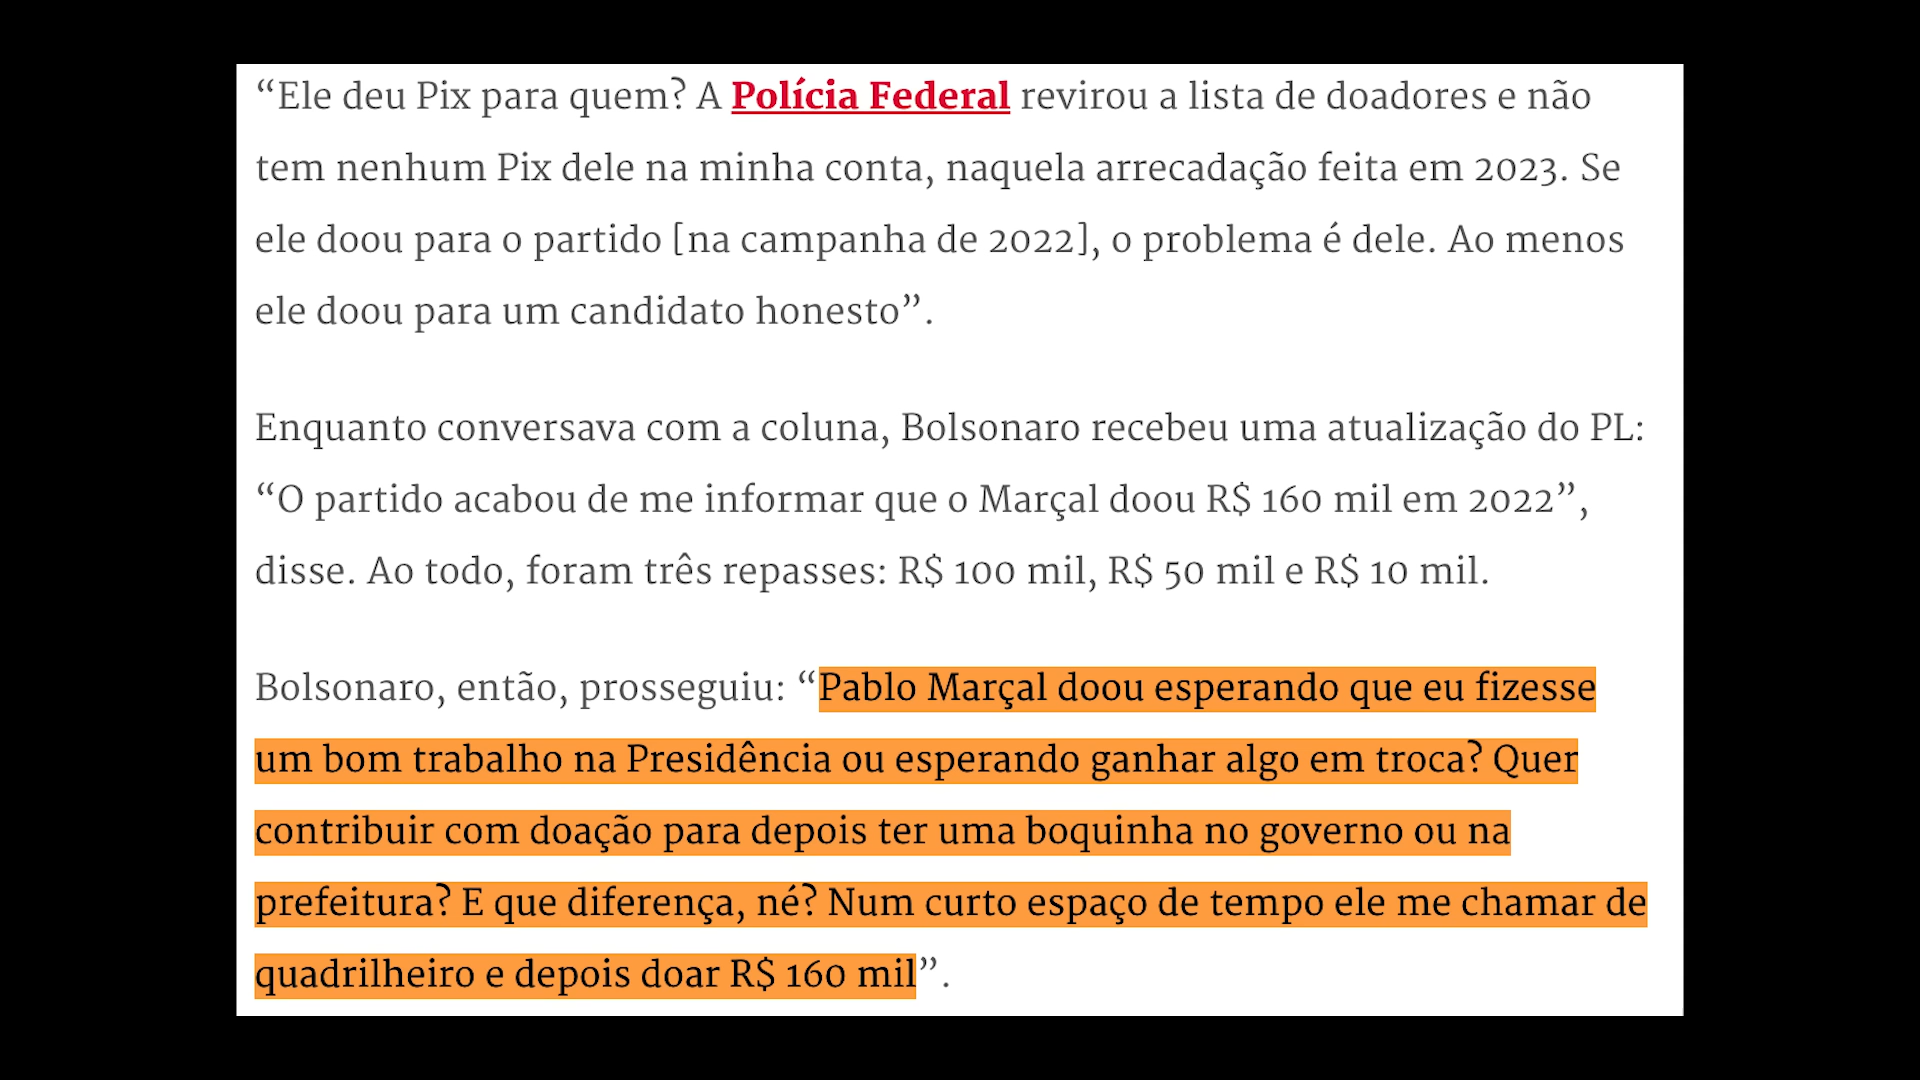 “Ele deu Pix para quem? A Polícia Federal revirou a lista de doadores e não
tem nenhum Pix dele na minha conta, naquela arrecadação feita em 2023. Se
ele doou para o partido [na campanha de 2022], o problema é dele. Ao menos
ele doou para um candidato honesto”.
Enquanto conversava com a coluna, Bolsonaro recebeu uma atualização do PL:
“O partido acabou de me informar que o Marçal doou R$ 160 mil em 2022”,
disse. Ao todo, foram três repasses: R$ 100 mil, R$ 50 mil e R$ 10 mil.
Bolsonaro, então, prosseguiu: “Pablo Marçal doou esperando que eu fizesse
um bom trabalho na Presidência ou esperando ganhar algo em troca? Quer
contribuir com doação para depois ter uma boquinha no governo ou na
prefeitura? E que diferença, né? Num curto espaço de tempo ele me chamar de
quadrilheiro e depois doar R$ 160 mil”.